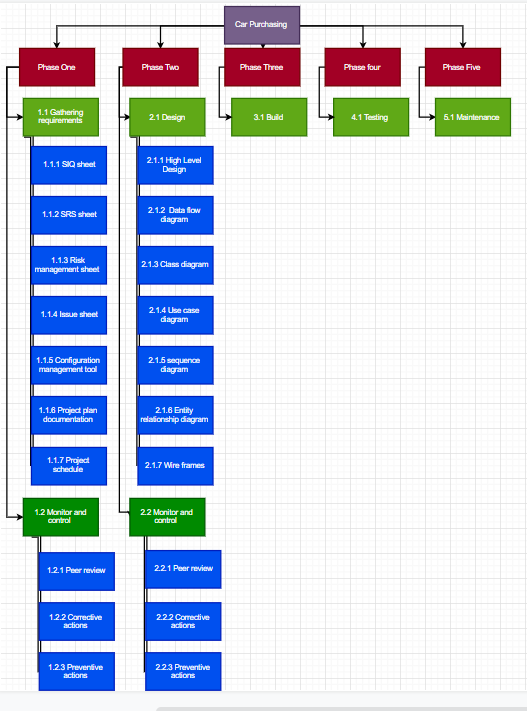 Car Purchasing
Phase One
Phase Two
Phase Three
Phase four
Phase Five
1.1 Gathering
requirements
2.1 Design
3.1 Build
4.1 Testing
5.1 Maintenance
1.1.1 SIQ sheet
1.1.2 SRS sheet
1.1.3 Risk
management sheet
1.1.4 Issue sheet
1.1.5 Configuration
management tool
1.1.6 Project plan
documentation
1.1.7 Project
schedule
2.1.1 High Level
Design
2.1.2 Data flow
diagram
2.1.3 Class diagram
2.1.4 Use case
diagram
2.1.5 sequence
diagram
2.1.6 Entity
relationship diagram
2.1.7 Wire frames
1.2 Monitor and
control
2.2 Monitor and
control
1.2.1 Peer review
1.2.2 Corrective
actions
1.2.3 Preventive
actions
2.2.1 Peer review
2.2.2 Corrective
actions
2.2.3 Preventive
actions